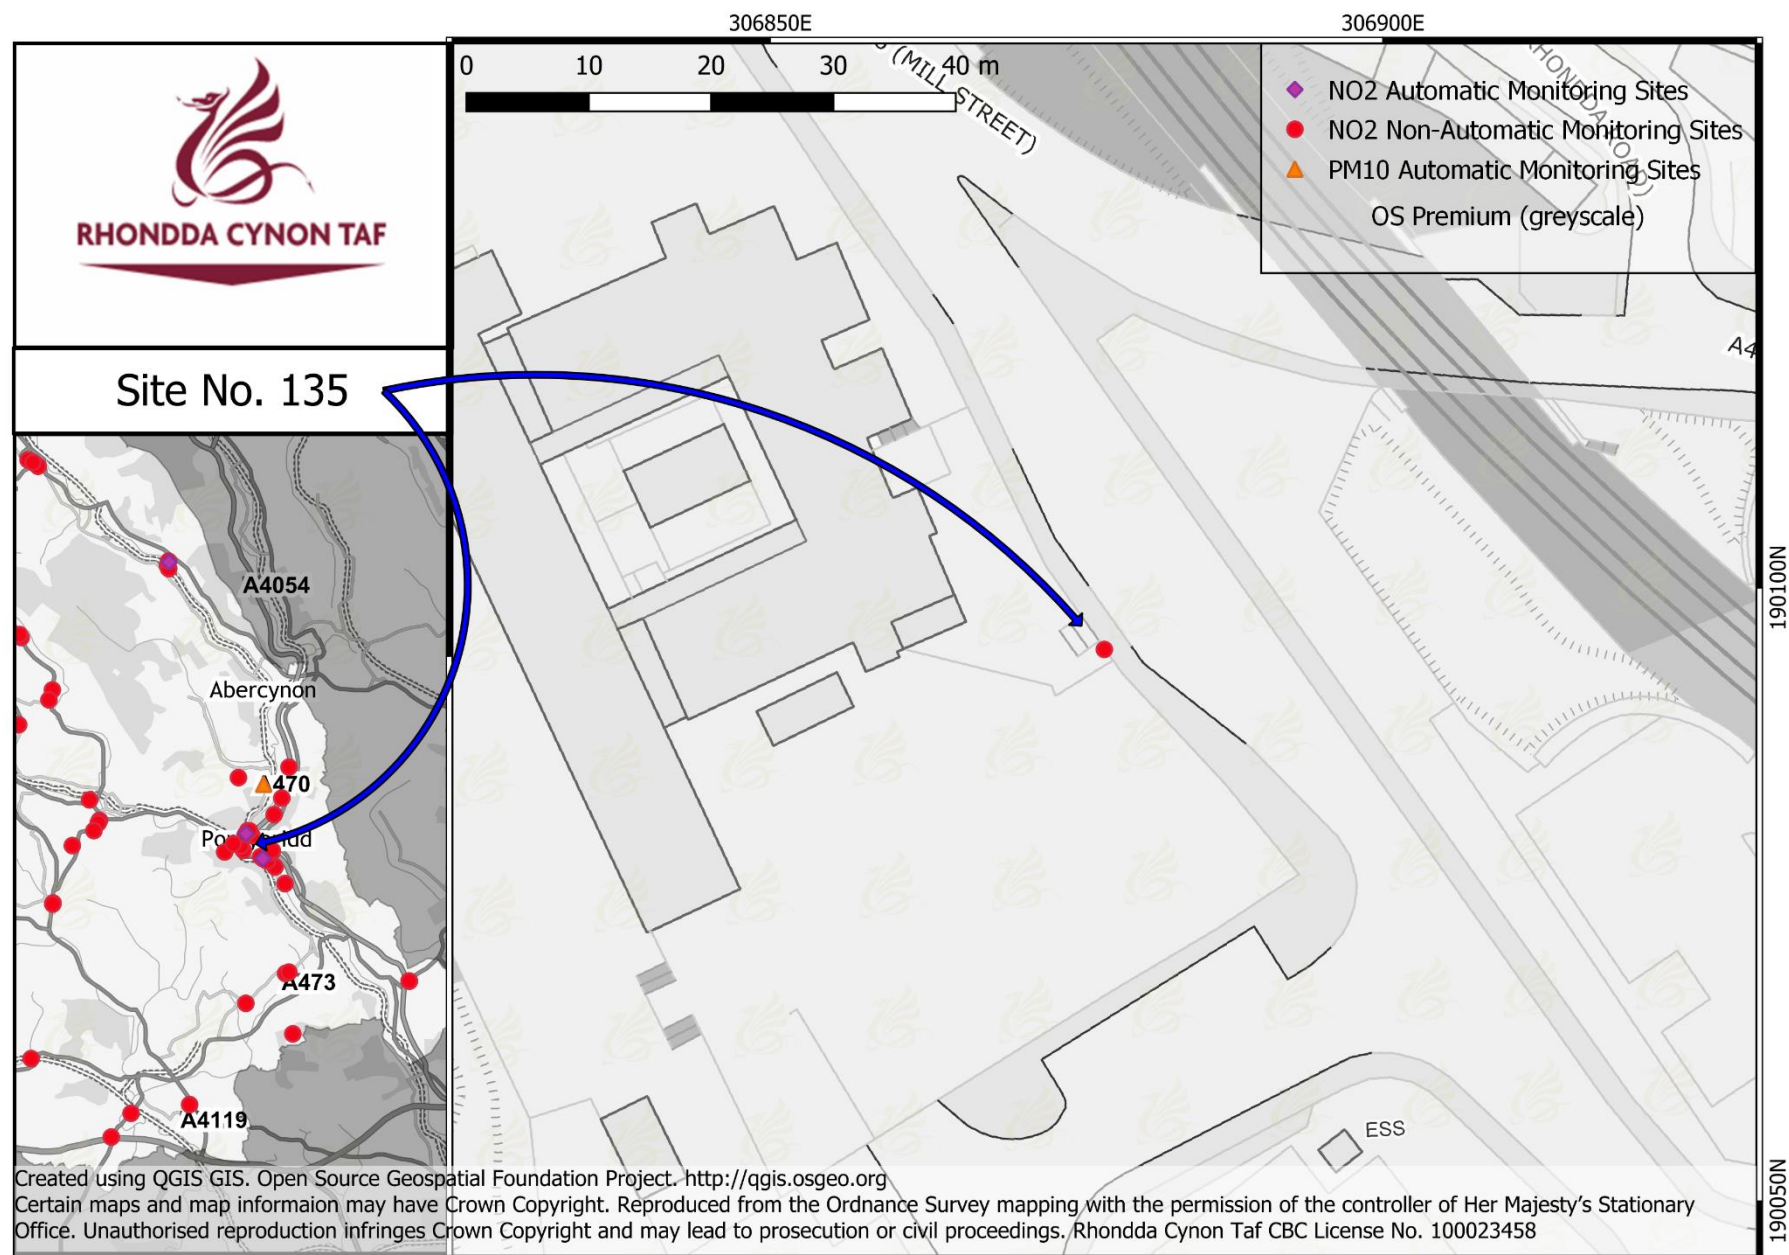 306850E
306900E
RHONDDA CYNON TAF
0 10 20 30 40 m
(MILL STREET)
RHONDDA ROAD)
NO2 Automatic Monitoring Sites
NO2 Non-Automatic Monitoring Sites
PM10 Automatic Monitoring Sites
OS Premium (greyscale)
Site No. 135
A4054
Abercynon
A470
A473
A4119
190100N
190050N
ESS
Created using QGIS GIS. Open Source Geospatial Foundation Project. http://qgis.osgeo.org
Certain maps and map informaion may have Crown Copyright. Reproduced from the Ordnance Survey mapping with the permission of the controller of Her Majesty's Stationary
Office. Unauthorised reproduction infringes Crown Copyright and may lead to prosecution or civil proceedings. Rhondda Cynon Taf CBC License No. 100023458